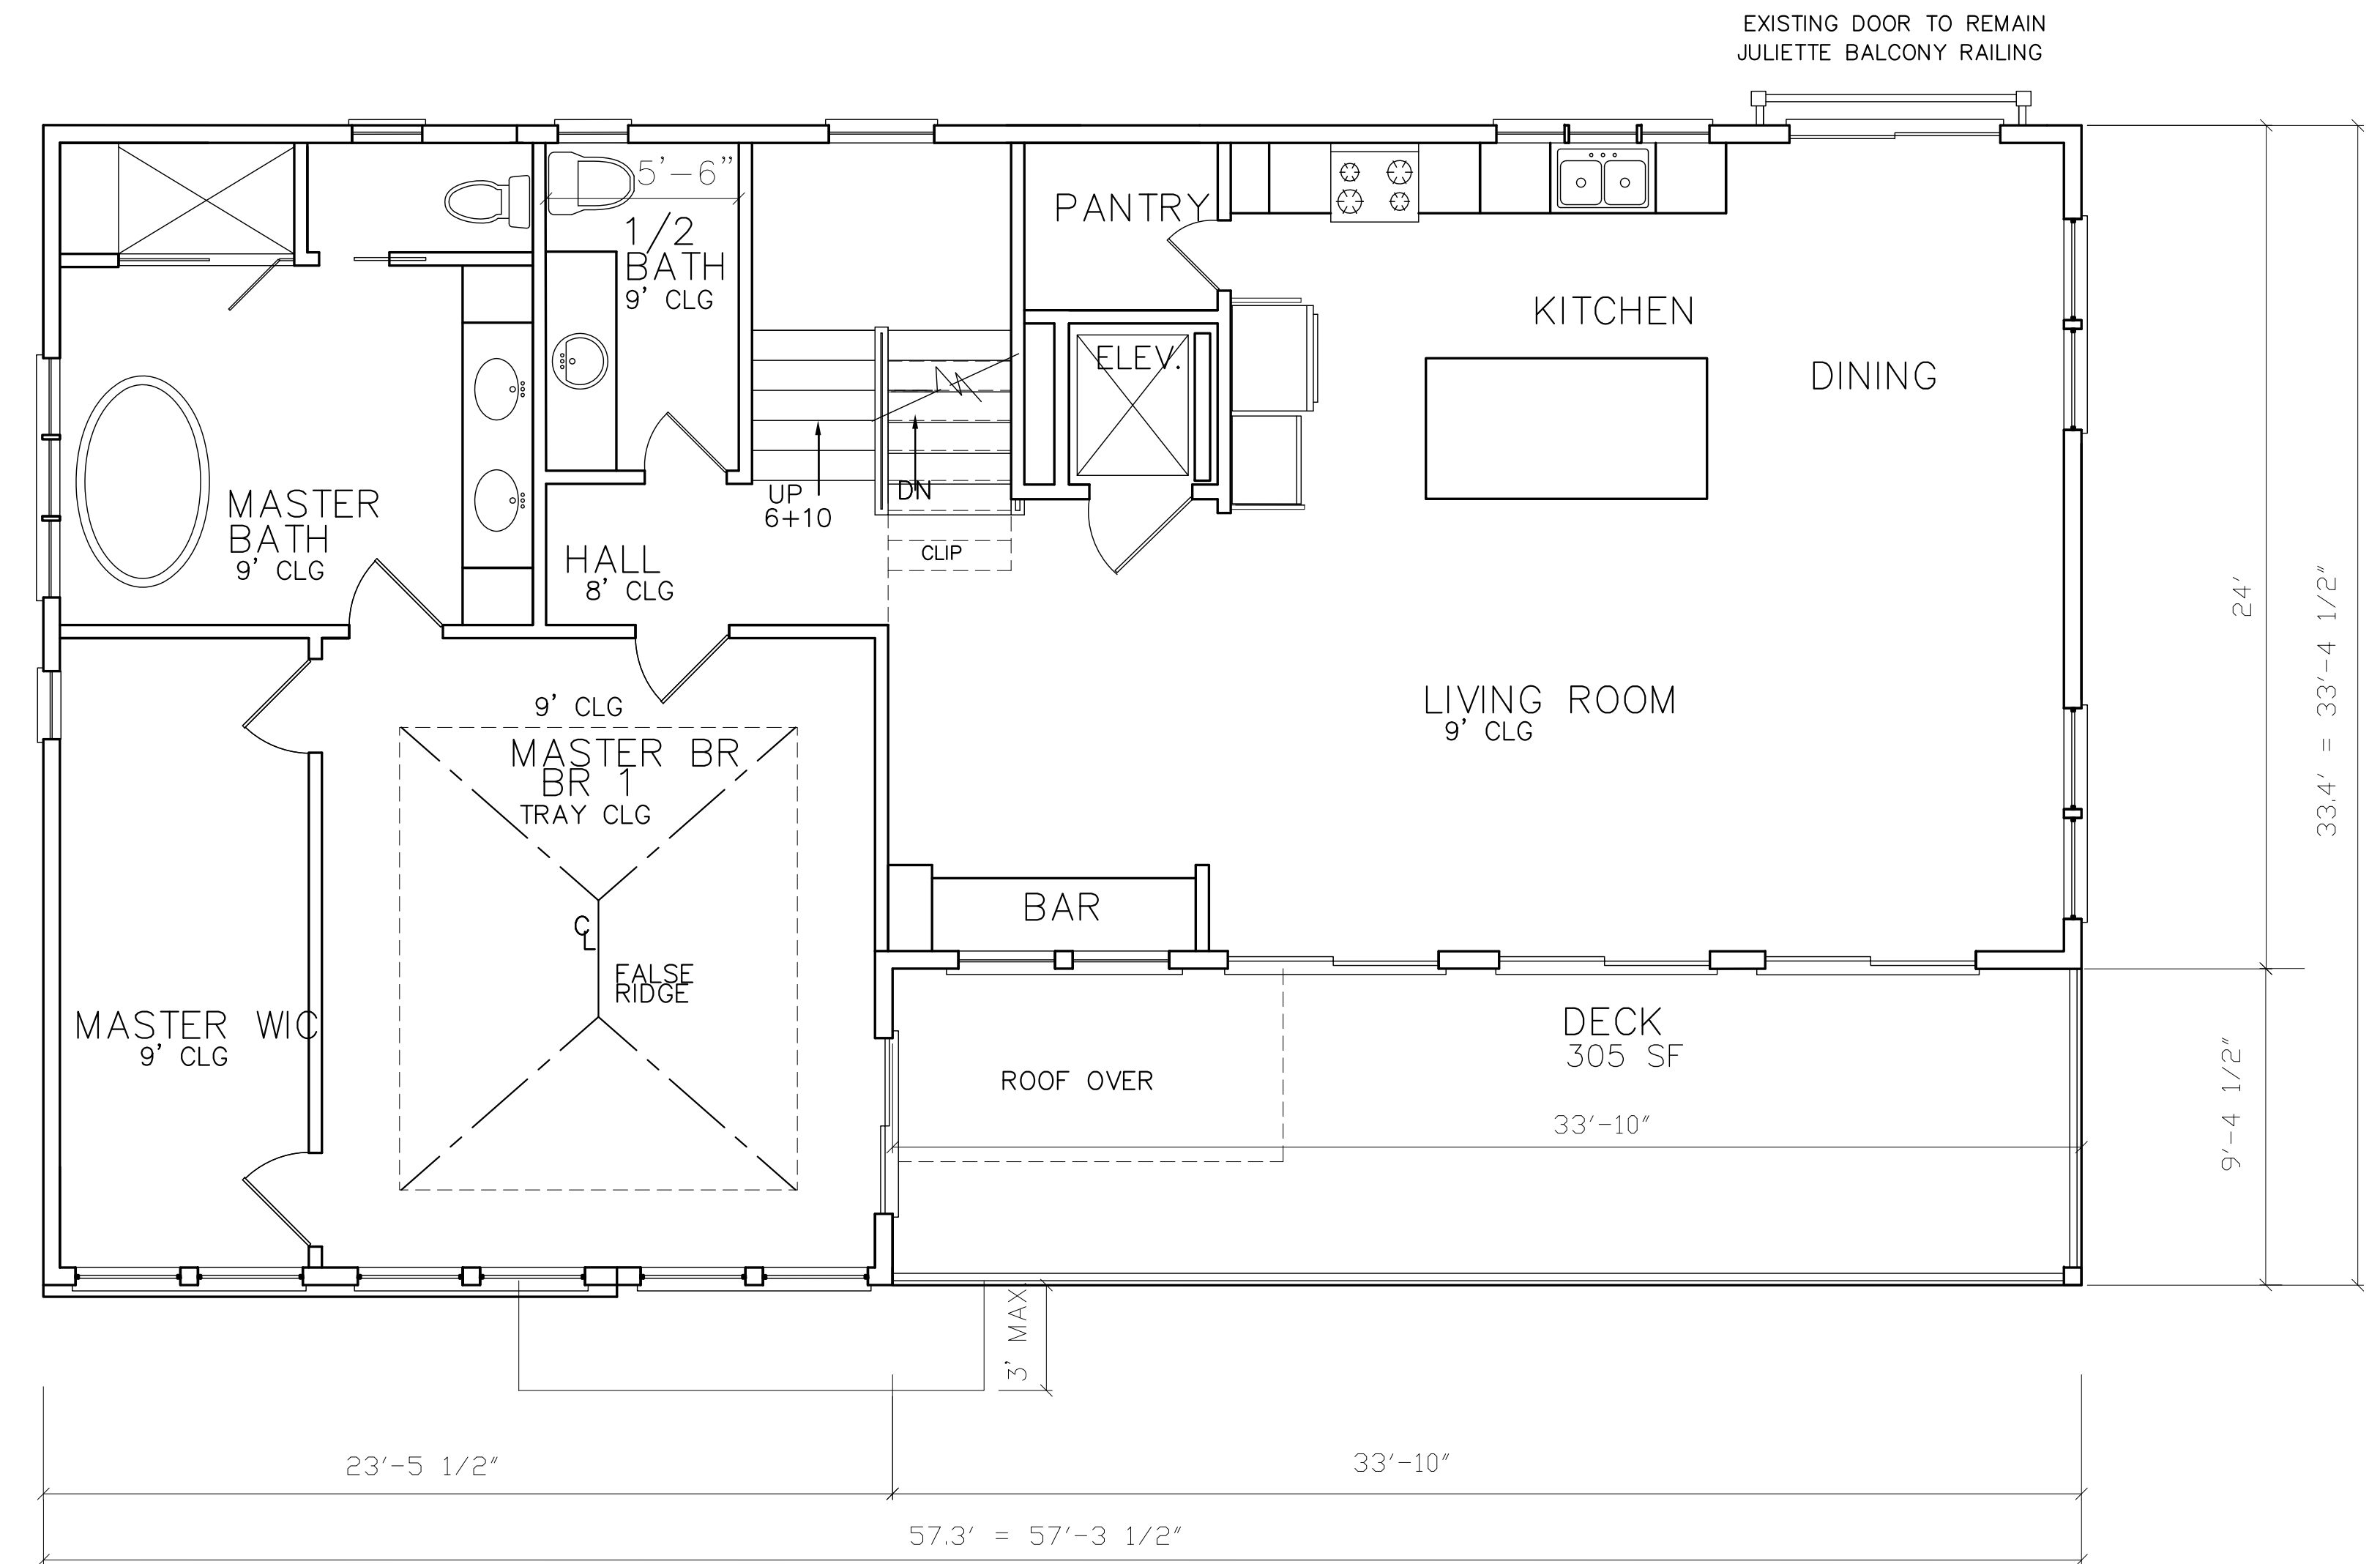 EXISTING DOOR TO REMAIN
JULIETTE BALCONY RAILING
5'-6"
1/2
BATH
9' CLG
PANTRY
KITCHEN
ELEV.
DINING
MASTER
BATH
9' CLG
UP
6+10
DN
CLIP
HALL
8' CLG
24'
33.4' = 33'-4 1/2"
9' CLG
MASTER BR
BR 1
TRAY CLG
LIVING ROOM
9' CLG
BAR
CL
FALSE
RIDGE
MASTER WIC
9' CLG
DECK
305 SF
ROOF OVER
33'-10"
9'-4 1/2"
3' MAX.
23'-5 1/2"
33'-10"
57.3' = 57'-3 1/2"